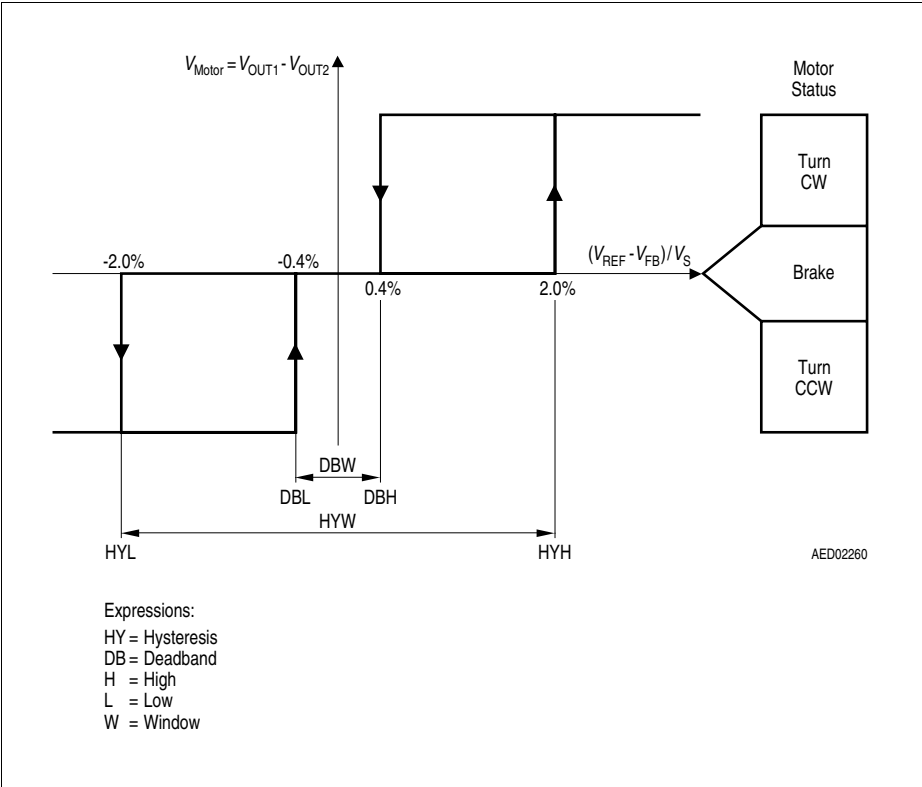 V_Motor = V_OUT1 - V_OUT2
Motor
Status
Turn
CW
-2.0%
-0.4%
(V_REF - V_FB) / V_S
0.4%
2.0%
Brake
Turn
CCW
DBW
DBL
DBH
HYW
HYL
HYH
AED02260
Expressions:
HY = Hysteresis
DB = Deadband
H = High
L = Low
W = Window